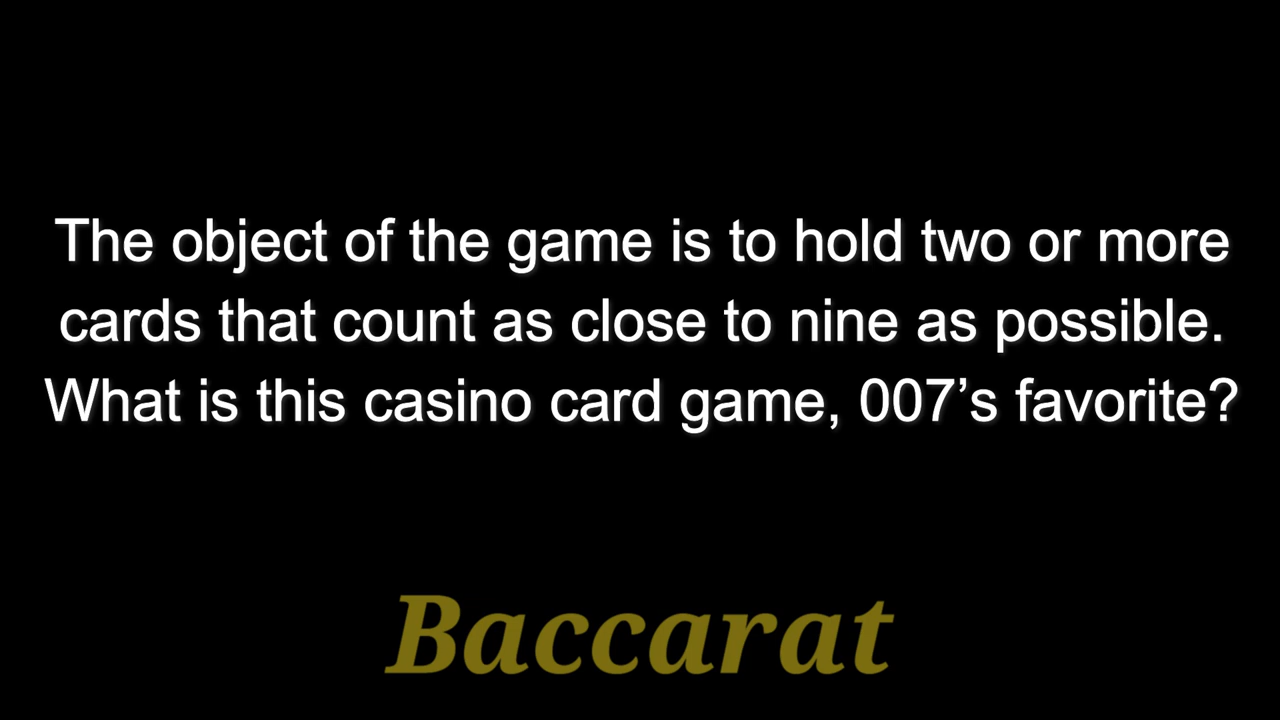 The object of the game is to hold two or more
cards that count as close to nine as possible.
What is this casino card game, 007’s favorite?
Baccarat